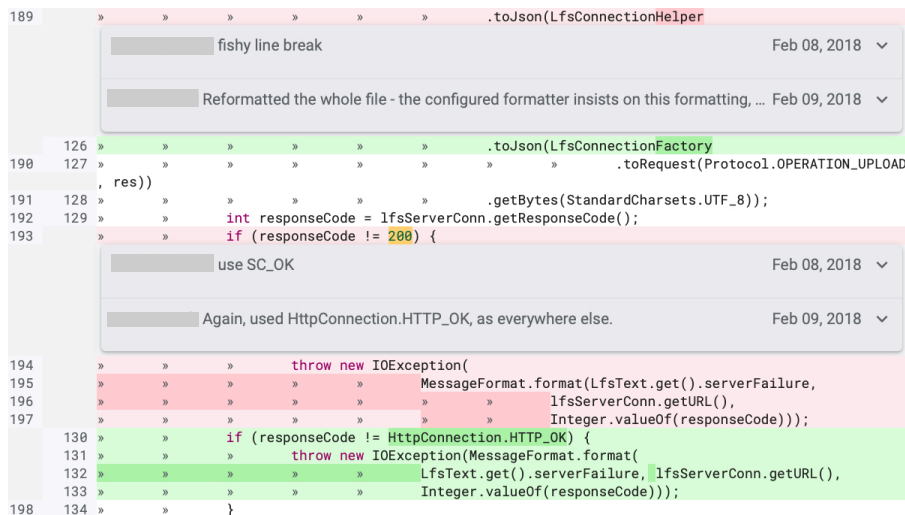 189 » » » » » » .toJson(LfsConnectionHelper
fishy line break Feb 08, 2018
Reformatted the whole file - the configured formatter insists on this formatting, ... Feb 09, 2018
126 » » » » » » .toJson(LfsConnectionFactory
190 127 » » » » » » » » .toRequest(Protocol.OPERATION_UPLOAD
, res))
191 128 » » » » » » .getBytes(StandardCharsets.UTF_8));
192 129 » » int responseCode = lfsServerConn.getResponseCode();
193 » » if (responseCode != 200) {
use SC_OK Feb 08, 2018
Again, used HttpConnection.HTTP_OK, as everywhere else. Feb 09, 2018
194 » » » throw new IOException(
195 » » » » » MessageFormat.format(LfsText.get().serverFailure,
196 » » » » » » » lfsServerConn.getURL(),
197 » » » » » » » Integer.valueOf(responseCode)));
130 » » if (responseCode != HttpConnection.HTTP_OK) {
131 » » » throw new IOException(MessageFormat.format(
132 » » » » » LfsText.get().serverFailure, lfsServerConn.getURL(),
133 » » » » » Integer.valueOf(responseCode)));
198 134 » » }